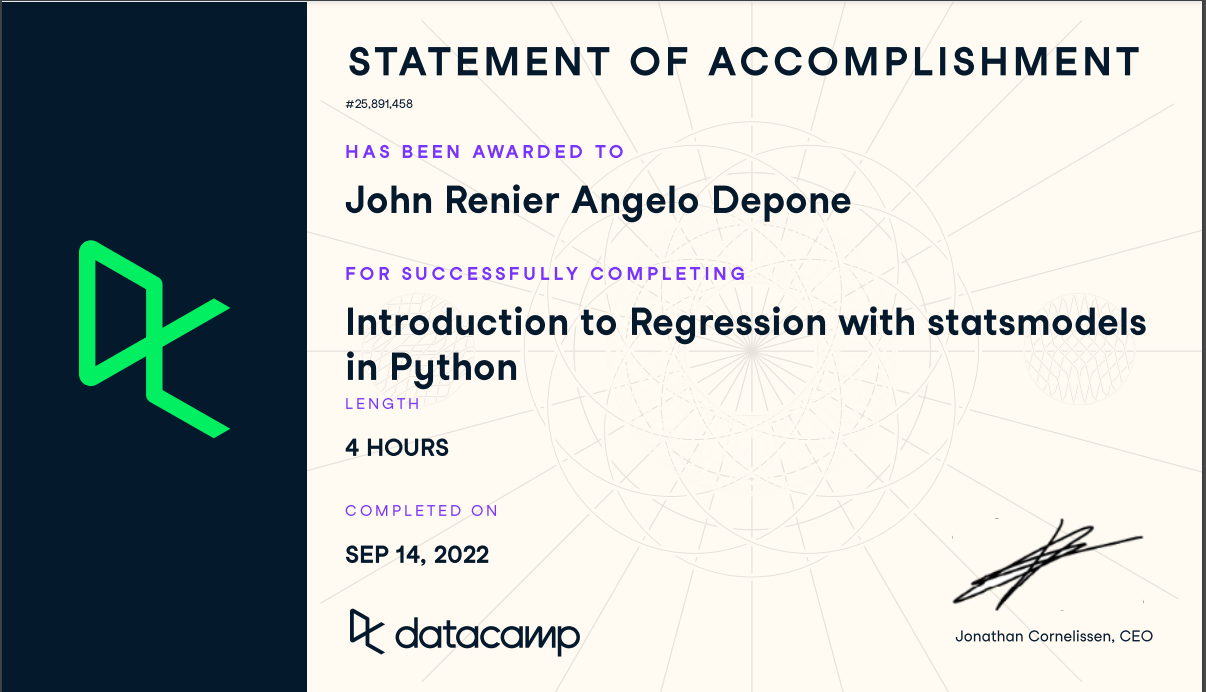 STATEMENT OF ACCOMPLISHMENT
#25,891,458
HAS BEEN AWARDED TO
John Renier Angelo Depone
FOR SUCCESSFULLY COMPLETING
Introduction to Regression with statsmodels
in Python
LENGTH
4 HOURS
COMPLETED ON
SEP 14, 2022
datacamp
Jonathan Cornelissen, CEO